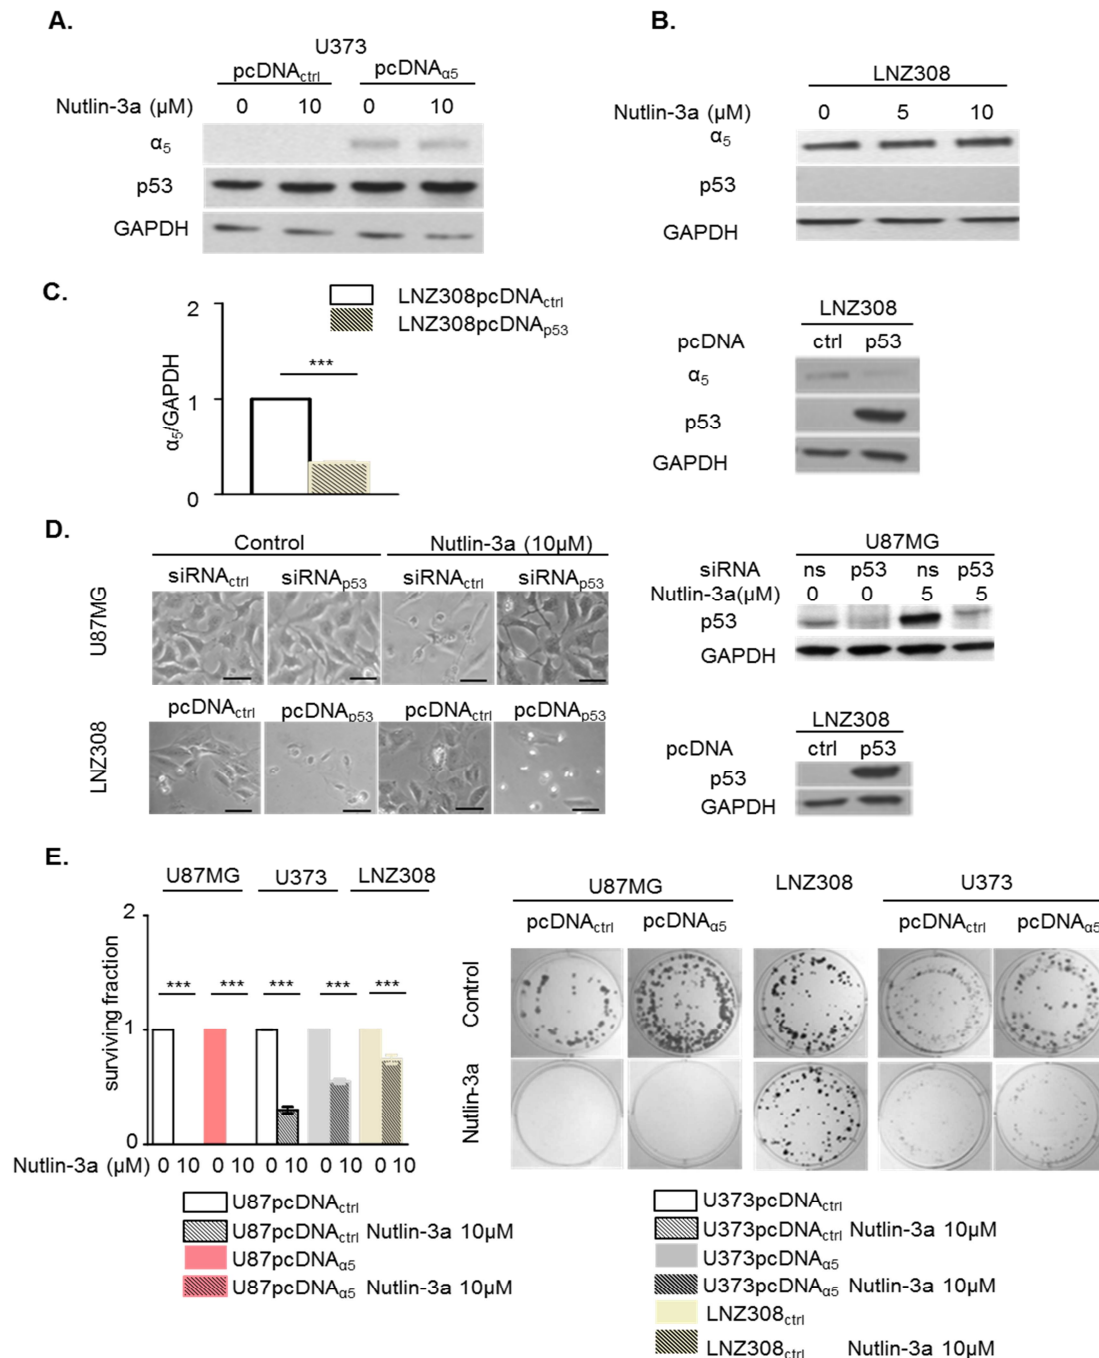 A.
U373
pcDNActrl pcDNAα5
Nutlin-3a (µM) 0 10 0 10
α5
p53
GAPDH
B.
LNZ308
Nutlin-3a (µM) 0 5 10
α5
p53
GAPDH
C.
2
1
0
α5/GAPDH
***
LNZ308pcDNActrl
LNZ308pcDNAp53
LNZ308
pcDNA ctrl p53
α5
p53
GAPDH
D.
Control Nutlin-3a (10µM)
siRNActrl siRNAp53 siRNActrl siRNAp53
U87MG
pcDNActrl pcDNAp53 pcDNActrl pcDNAp53
LNZ308
U87MG
siRNA ns p53 ns p53
Nutlin-3a(µM) 0 0 5 5
p53
GAPDH
LNZ308
pcDNA ctrl p53
p53
GAPDH
E.
U87MG U373 LNZ308
2
1
0
surviving fraction
*** *** *** *** ***
Nutlin-3a (µM) 0 10 0 10 0 10 0 10 0 10
U87pcDNActrl
U87pcDNActrl Nutlin-3a 10µM
U87pcDNAα5
U87pcDNAα5 Nutlin-3a 10µM
U87MG LNZ308 U373
pcDNActrl pcDNAα5 pcDNActrl pcDNAα5
Control
Nutlin-3a
U373pcDNActrl
U373pcDNActrl Nutlin-3a 10µM
U373pcDNAα5
U373pcDNAα5 Nutlin-3a 10µM
LNZ308ctrl
LNZ308ctrl Nutlin-3a 10µM